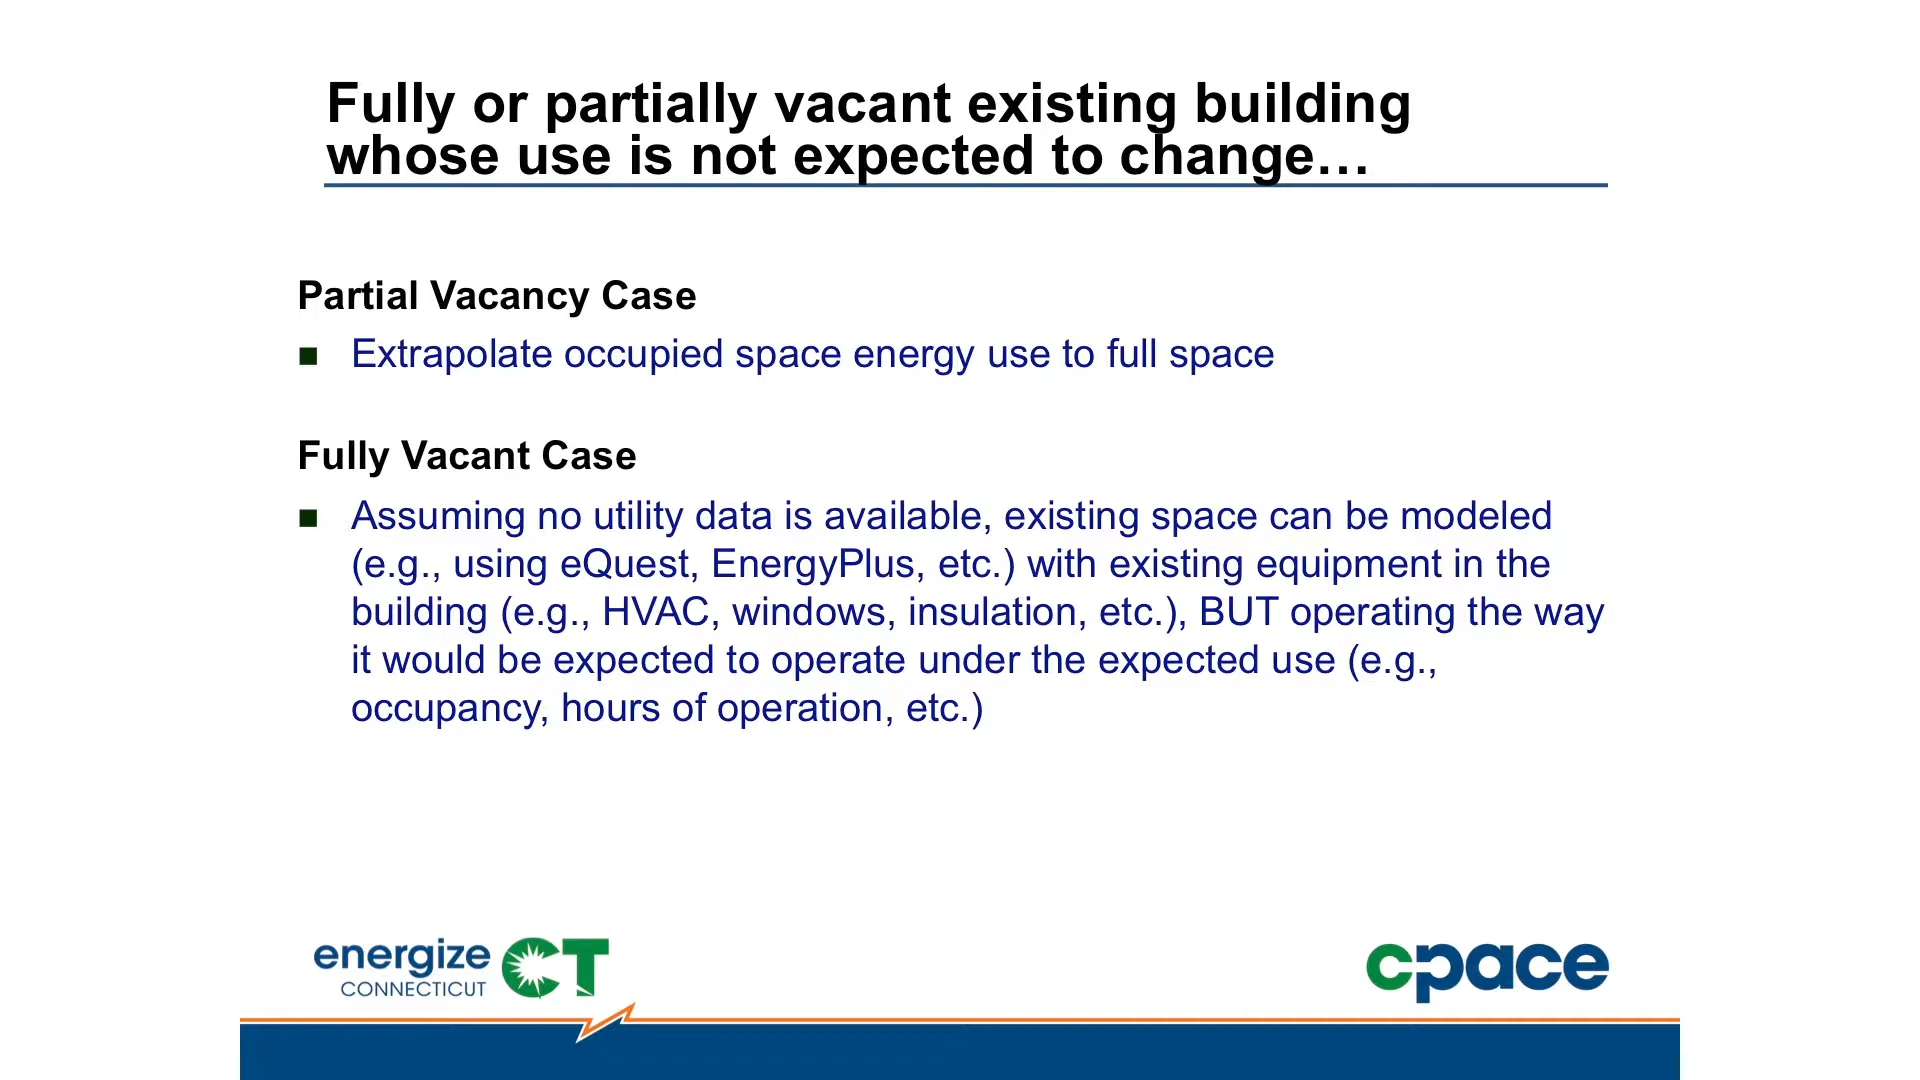 Fully or partially vacant existing building
whose use is not expected to change…
Partial Vacancy Case
Extrapolate occupied space energy use to full space
Fully Vacant Case
Assuming no utility data is available, existing space can be modeled
(e.g., using eQuest, EnergyPlus, etc.) with existing equipment in the
building (e.g., HVAC, windows, insulation, etc.), BUT operating the way
it would be expected to operate under the expected use (e.g.,
occupancy, hours of operation, etc.)
energize CT
CONNECTICUT
cpace